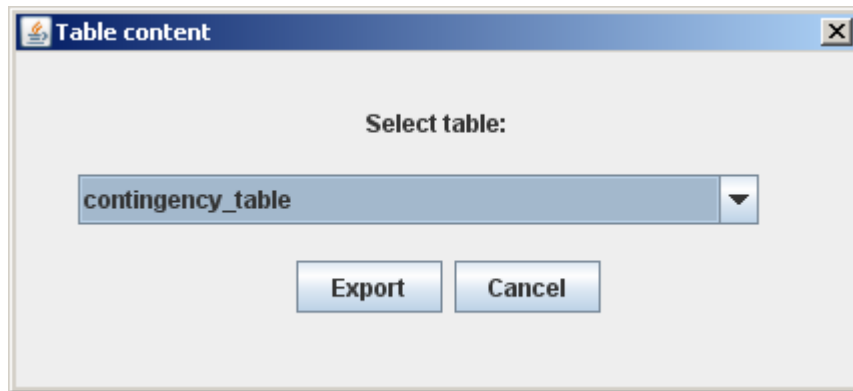 Table content
Select table:
contingency_table
Export Cancel